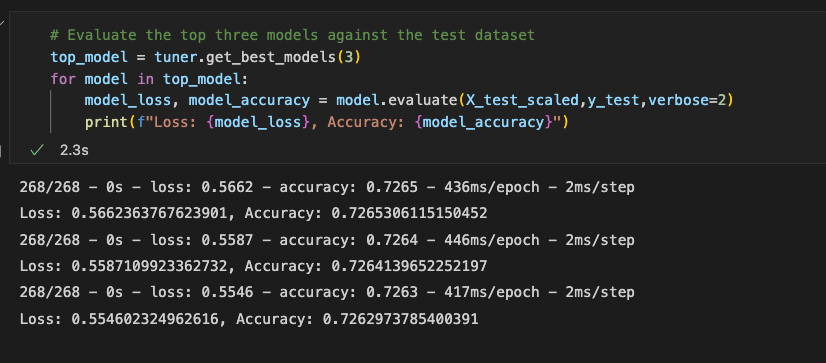 # Evaluate the top three models against the test dataset
top_model = tuner.get_best_models(3)
for model in top_model:
    model_loss, model_accuracy = model.evaluate(X_test_scaled,y_test,verbose=2)
    print(f"Loss: {model_loss}, Accuracy: {model_accuracy}")
2.3s
268/268 - 0s - loss: 0.5662 - accuracy: 0.7265 - 436ms/epoch - 2ms/step
Loss: 0.5662363767623901, Accuracy: 0.7265306115150452
268/268 - 0s - loss: 0.5587 - accuracy: 0.7264 - 446ms/epoch - 2ms/step
Loss: 0.5587109923362732, Accuracy: 0.7264139652252197
268/268 - 0s - loss: 0.5546 - accuracy: 0.7263 - 417ms/epoch - 2ms/step
Loss: 0.554602324962616, Accuracy: 0.7262973785400391